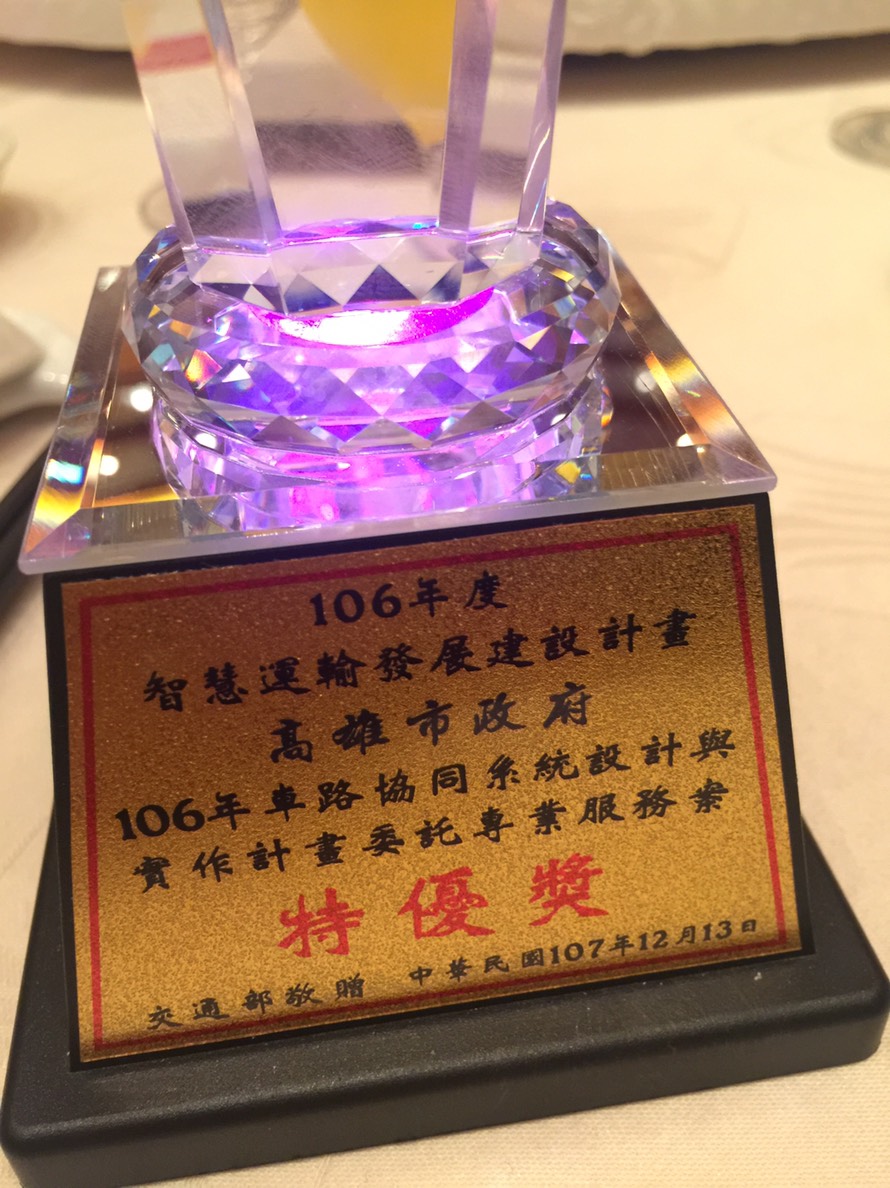 106年度
智慧運輸發展建設計畫
高雄市政府
106年車路協同系統設計與
實作計畫委託專業服務案
特優獎
交通部敬贈 中華民國107年12月13日